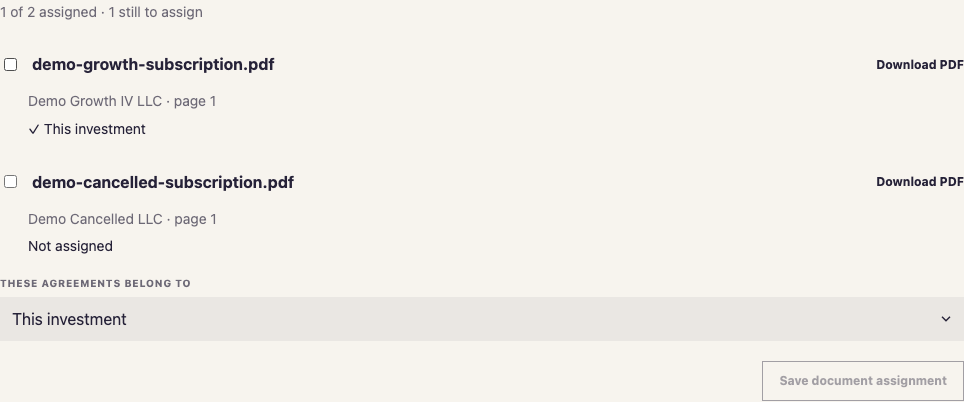 1 of 2 assigned · 1 still to assign
demo-growth-subscription.pdf
Download PDF
Demo Growth IV LLC · page 1
✓ This investment
demo-cancelled-subscription.pdf
Download PDF
Demo Cancelled LLC · page 1
Not assigned
THESE AGREEMENTS BELONG TO
This investment
Save document assignment